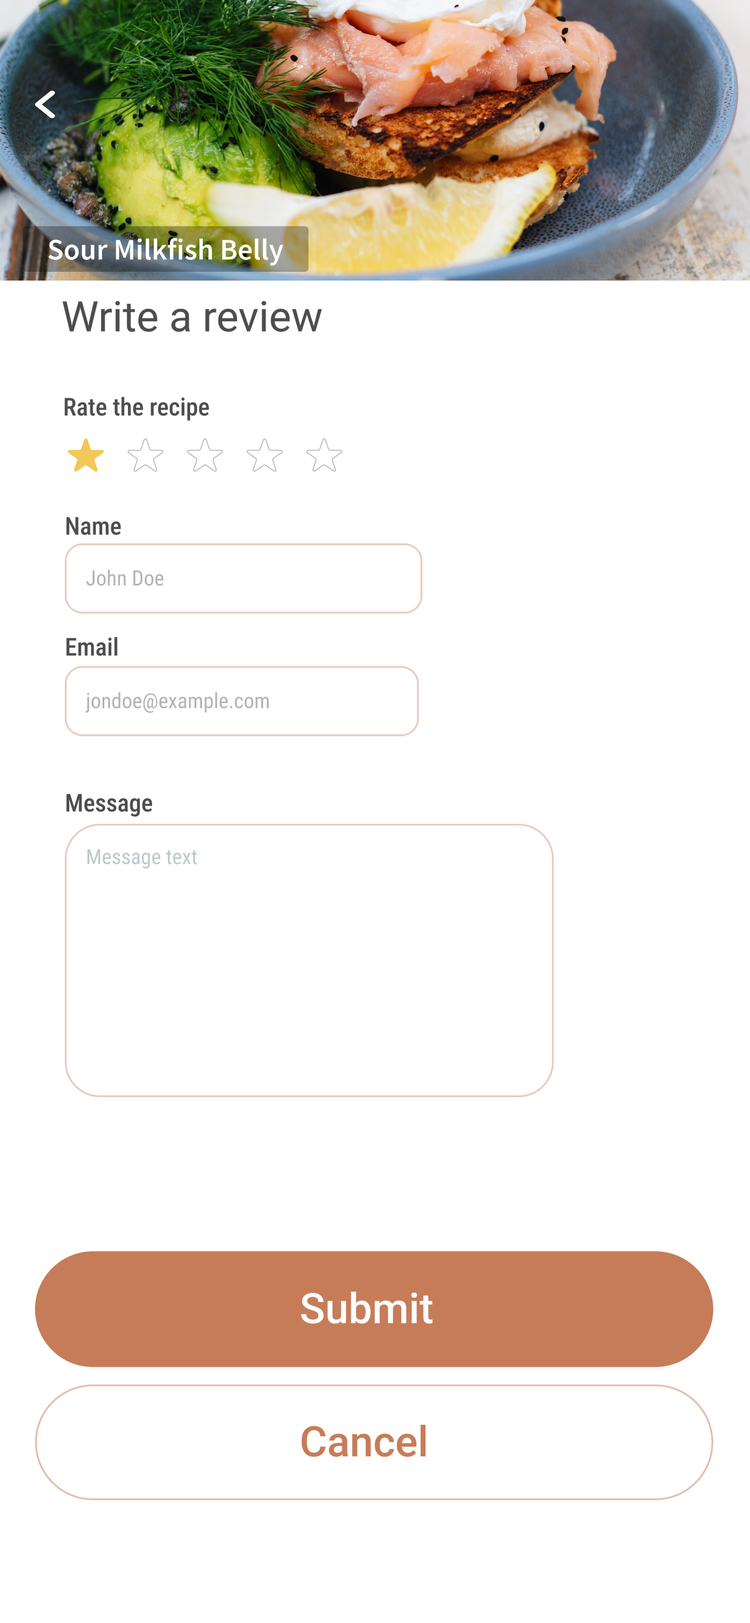 Sour Milkfish Belly
Write a review
Rate the recipe
Name
John Doe
Email
jondoe@example.com
Message
Message text
Submit
Cancel